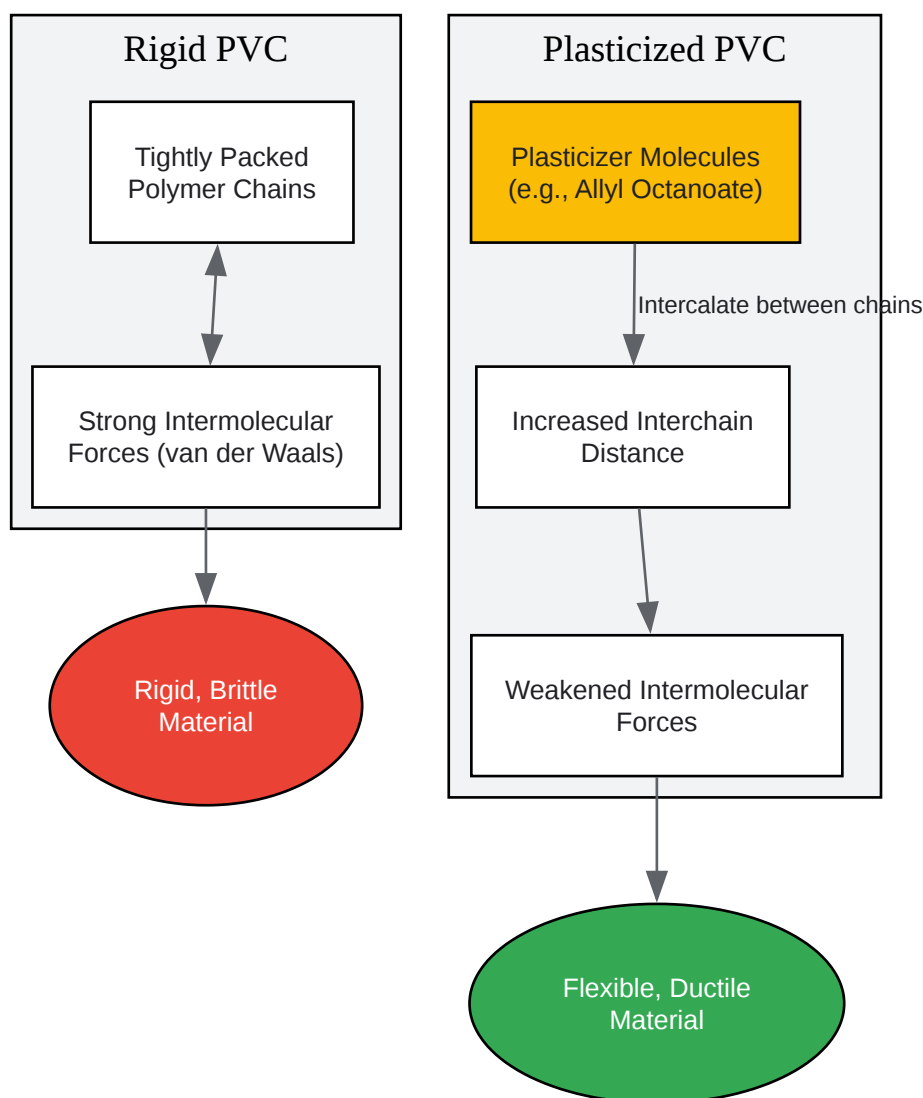 Rigid PVC
Tightly Packed
Polymer Chains
Strong Intermolecular
Forces (van der Waals)
Rigid, Brittle
Material
Plasticized PVC
Plasticizer Molecules
(e.g., Allyl Octanoate)
Intercalate between chains
Increased Interchain
Distance
Weakened Intermolecular
Forces
Flexible, Ductile
Material